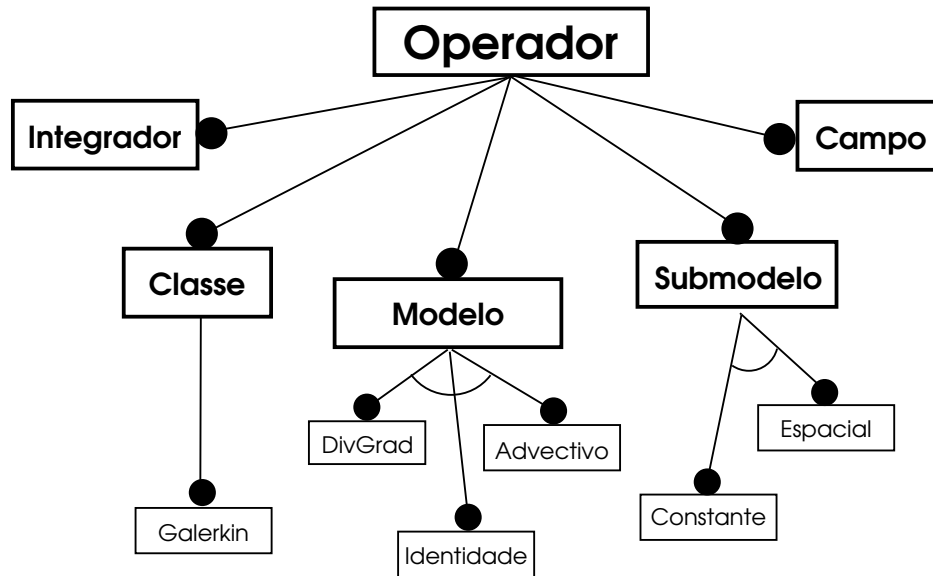 Operador
Integrador
Campo
Classe
Modelo
Submodelo
DivGrad
Advectivo
Espacial
Galerkin
Identidade
Constante